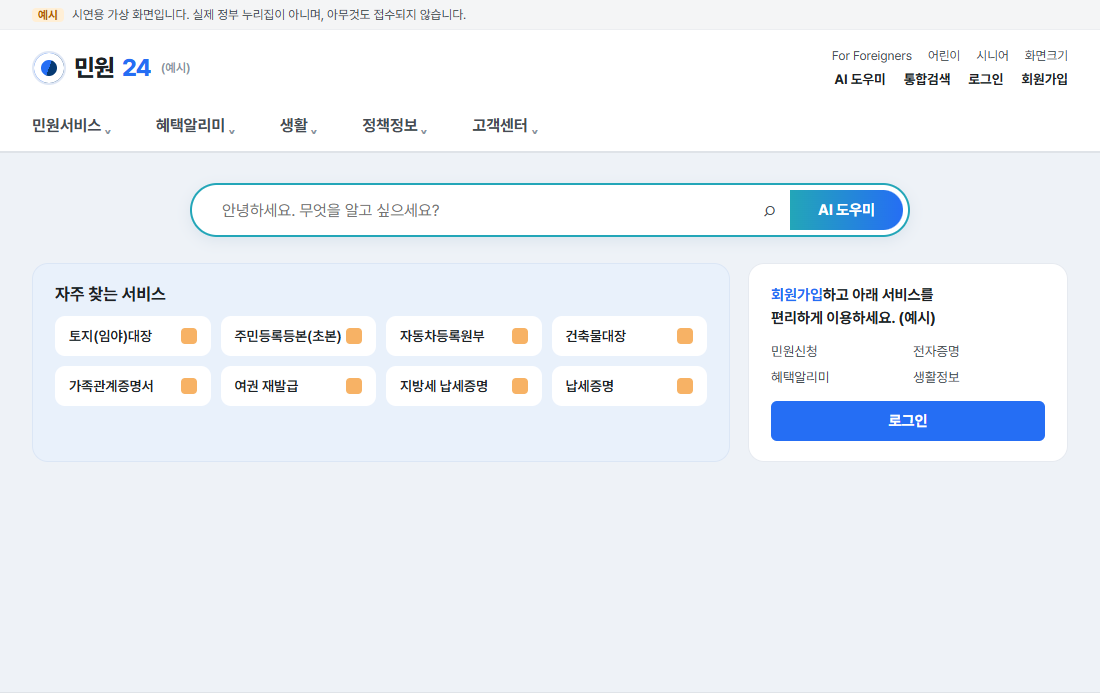 예시 시연용 가상 화면입니다. 실제 정부 누리집이 아니며, 아무것도 접수되지 않습니다.
민원 24 (예시)
For Foreigners 어린이 시니어 화면크기
AI 도우미 통합검색 로그인 회원가입
민원서비스 혜택알리미 생활 정책정보 고객센터
안녕하세요. 무엇을 알고 싶으세요? AI 도우미
자주 찾는 서비스
토지(임야)대장 주민등록등본(초본) 자동차등록원부 건축물대장
가족관계증명서 여권 재발급 지방세 납세증명 납세증명
회원가입하고 아래 서비스를
편리하게 이용하세요. (예시)
민원신청 전자증명
혜택알리미 생활정보
로그인